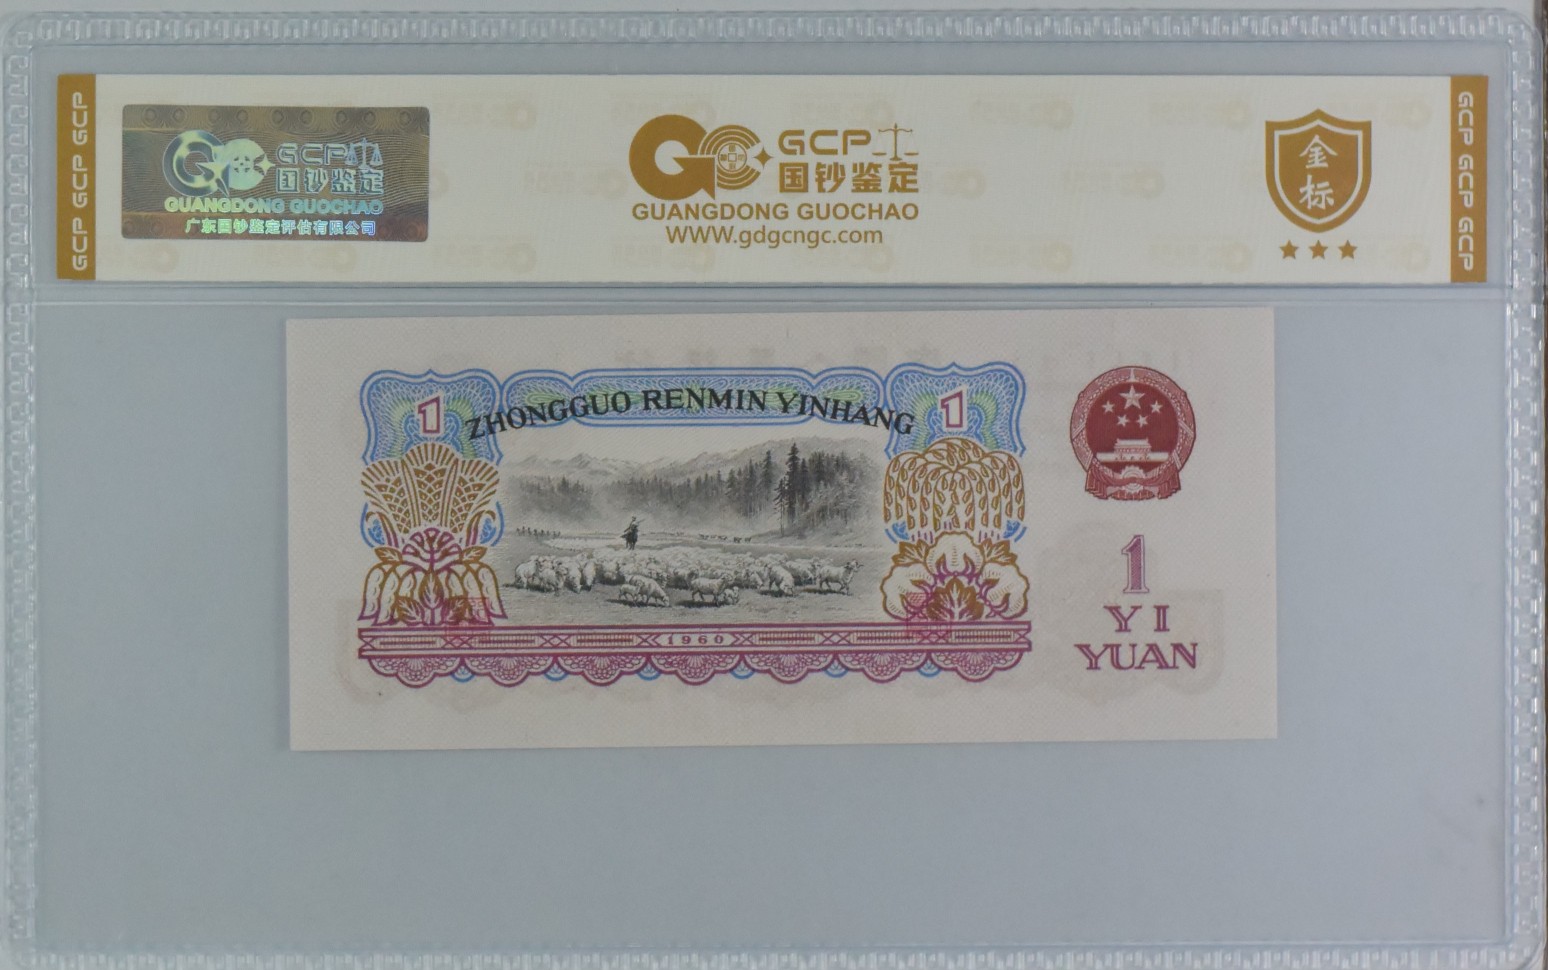 GCP GCP GCP
GCP
国钞鉴定
GUANGDONG GUOCHAO
广东国钞鉴定评估有限公司
GCP
国钞鉴定
GUANGDONG GUOCHAO
WWW.gdgcngc.com
金
标
GCP GCP GCP
1
ZHONGGUO RENMIN YINHANG
1
1960
1
YI
YUAN